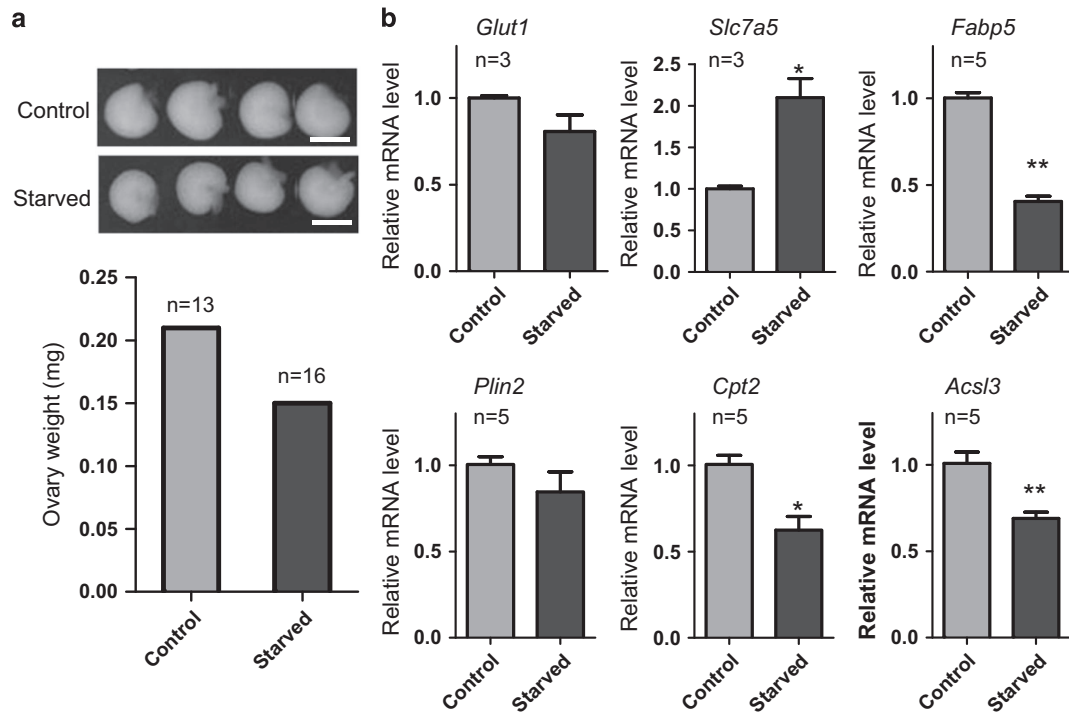 a
Control
Starved
Ovary weight (mg)
0.25
0.20
0.15
0.10
0.05
0.00
n=13
n=16
Control
Starved
b
Glut1
n=3
Relative mRNA level
1.0
0.5
0.0
Control
Starved
Slc7a5
n=3
*
Relative mRNA level
2.5
2.0
1.5
1.0
0.5
0.0
Control
Starved
Fabp5
n=5
**
Relative mRNA level
1.0
0.5
0.0
Control
Starved
Plin2
n=5
Relative mRNA level
1.0
0.5
0.0
Control
Starved
Cpt2
n=5
*
Relative mRNA level
1.0
0.5
0.0
Control
Starved
Acsl3
n=5
**
Relative mRNA level
1.0
0.5
0.0
Control
Starved